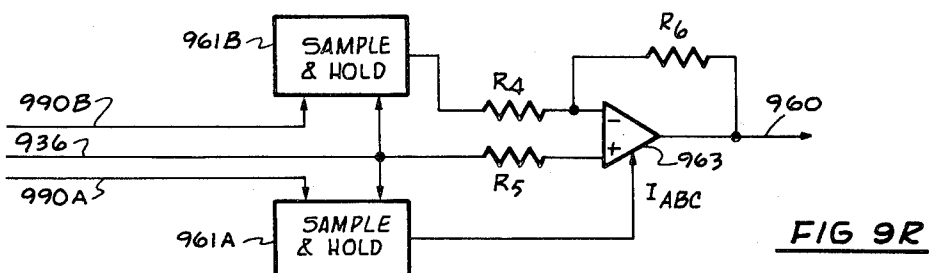 961B
SAMPLE
& HOLD
R6
R4
990B
960
936
-
+
963
990A
R5
IABC
961A
SAMPLE
& HOLD
FIG 9R